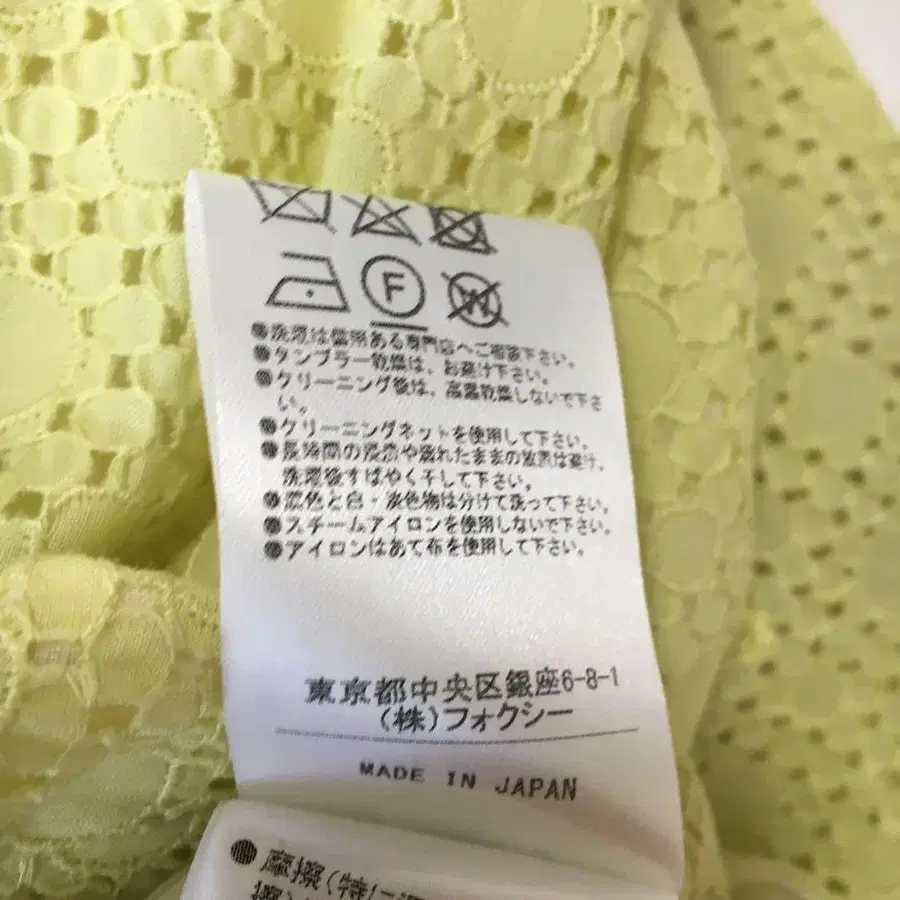 F
W
●洗濯は信用ある専門店へご相談下さい。
●タンブラー乾燥は、お避け下さい。
●クリーニング後は、高温乾燥しないで下さ
い。
●クリーニングネットを使用して下さい。
●長時間の浸漬や濡れたままの放置は避け、
洗濯後すばやく干して下さい。
●濃色と白・淡色物は分けて洗って下さい。
●スチームアイロンを使用しないで下さい。
●アイロンはあて布を使用して下さい。
東京都中央区銀座6-8-1
(株)フォクシー
MADE IN JAPAN
●摩擦(特に湿
擦)